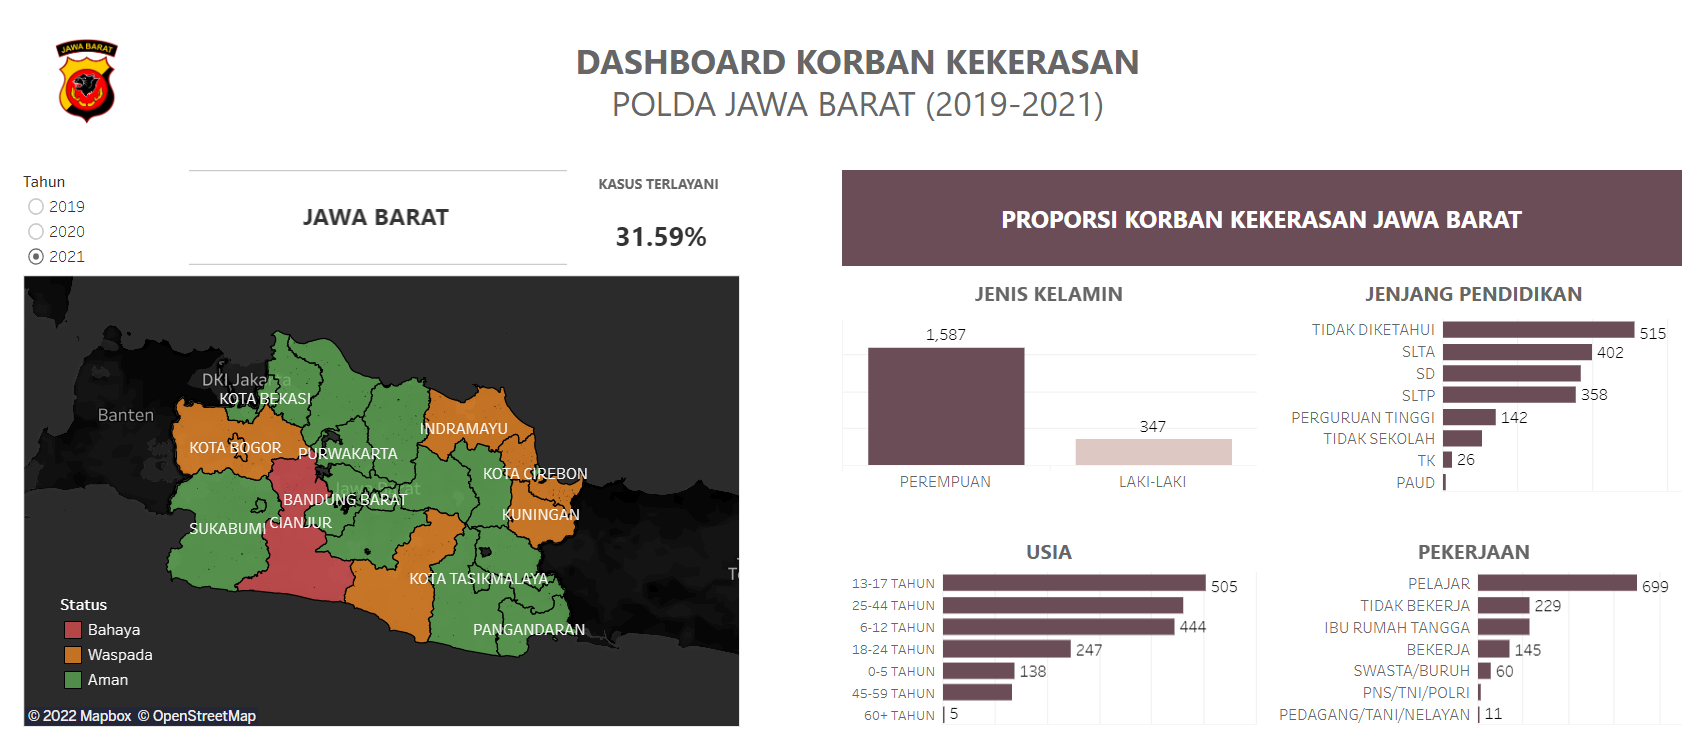 JAWA BARAT
DASHBOARD KORBAN KEKERASAN
POLDA JAWA BARAT (2019-2021)
Tahun
2019
2020
2021
JAWA BARAT
KASUS TERLAYANI
31.59%
Banten
DKI Jakarta
KOTA BEKASI
INDRAMAYU
KOTA BOGOR
PURWAKARTA
KOTA CIREBON
Jawa Barat
BANDUNG BARAT
KUNINGAN
SUKABUMI
CIANJUR
KOTA TASIKMALAYA
PANGANDARAN
Status
Bahaya
Waspada
Aman
© 2022 Mapbox © OpenStreetMap
PROPORSI KORBAN KEKERASAN JAWA BARAT
JENIS KELAMIN
1,587
347
PEREMPUAN
LAKI-LAKI
JENJANG PENDIDIKAN
TIDAK DIKETAHUI 515
SLTA 402
SD
SLTP 358
PERGURUAN TINGGI 142
TIDAK SEKOLAH
TK 26
PAUD
USIA
13-17 TAHUN 505
25-44 TAHUN
6-12 TAHUN 444
18-24 TAHUN 247
0-5 TAHUN 138
45-59 TAHUN
60+ TAHUN 5
PEKERJAAN
PELAJAR 699
TIDAK BEKERJA 229
IBU RUMAH TANGGA
BEKERJA 145
SWASTA/BURUH 60
PNS/TNI/POLRI
PEDAGANG/TANI/NELAYAN 11